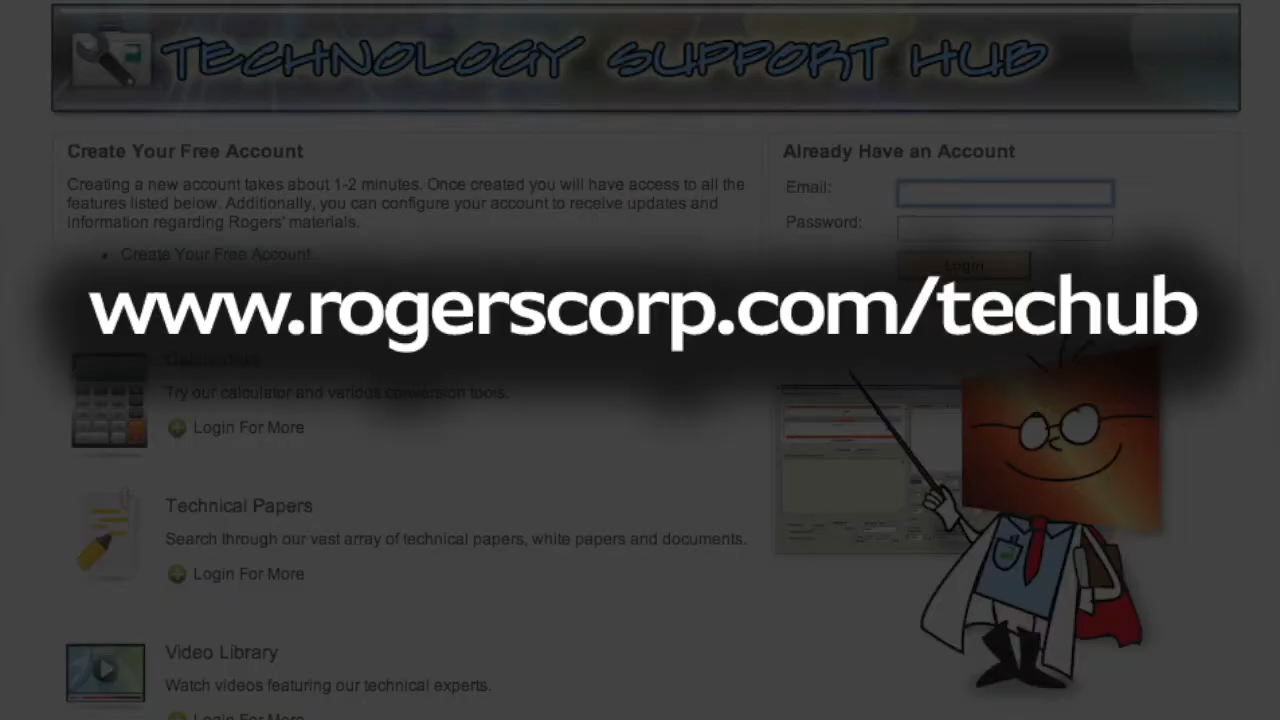 TECHNOLOGY SUPPORT HUB
Create Your Free Account
Creating a new account takes about 1-2 minutes. Once created you will have access to all the
features listed below. Additionally, you can configure your account to receive updates and
information regarding Rogers' materials.
• Create Your Free Account
Already Have an Account
Email:
Password:
Login
www.rogerscorp.com/techub
Calculators
Try our calculator and various conversion tools.
Login For More
Technical Papers
Search through our vast array of technical papers, white papers and documents.
Login For More
Video Library
Watch videos featuring our technical experts.
Login For More